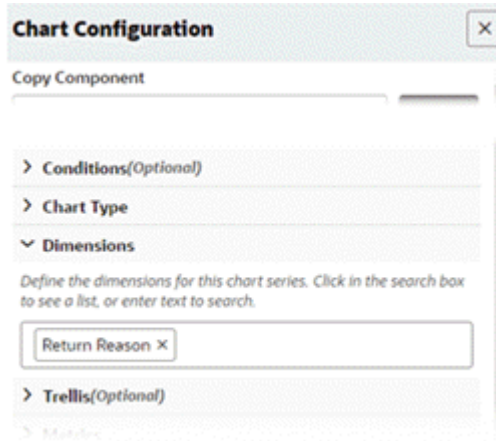 Chart Configuration
Copy Component
Conditions(Optional)
Chart Type
Dimensions
Define the dimensions for this chart series. Click in the search box
to see a list, or enter text to search.
Return Reason ×
Trellis(Optional)
Metrics